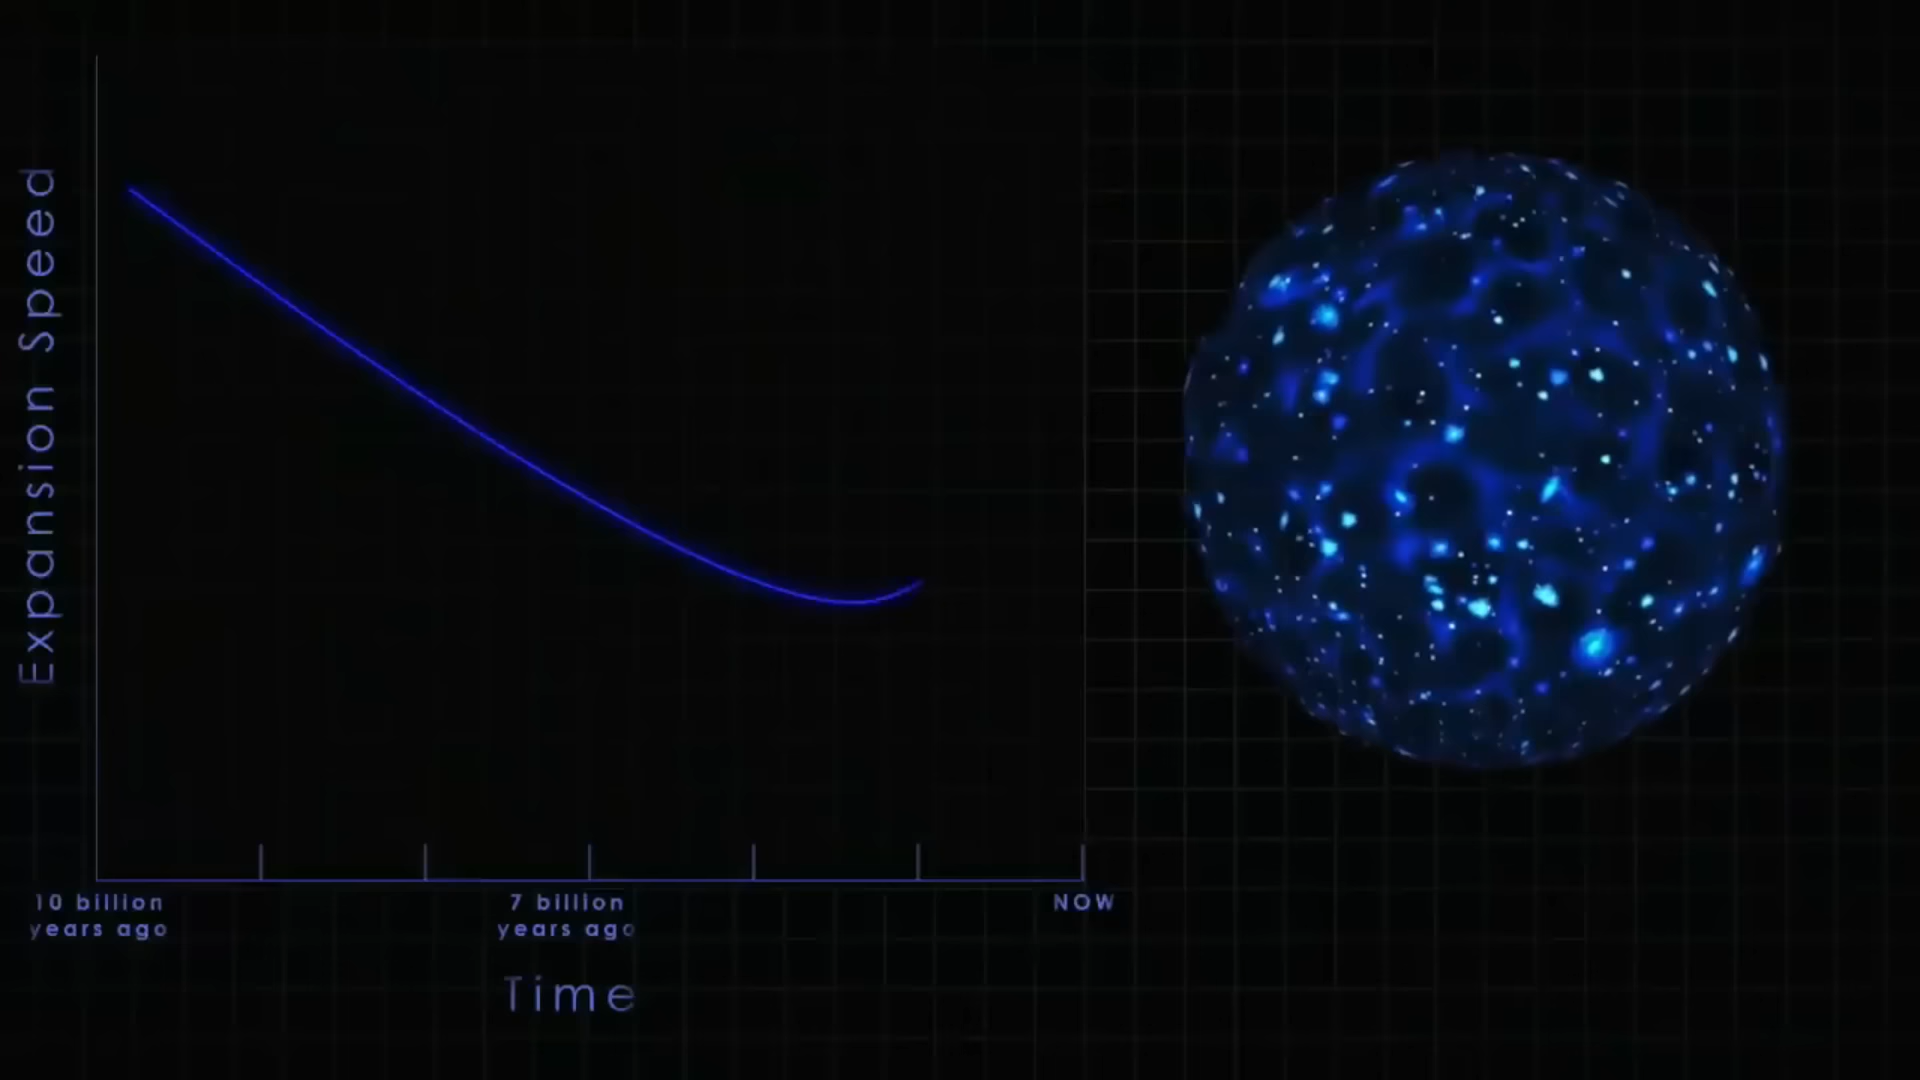 Expansion Speed
10 billion
years ago
7 billion
years ago
NOW
Time